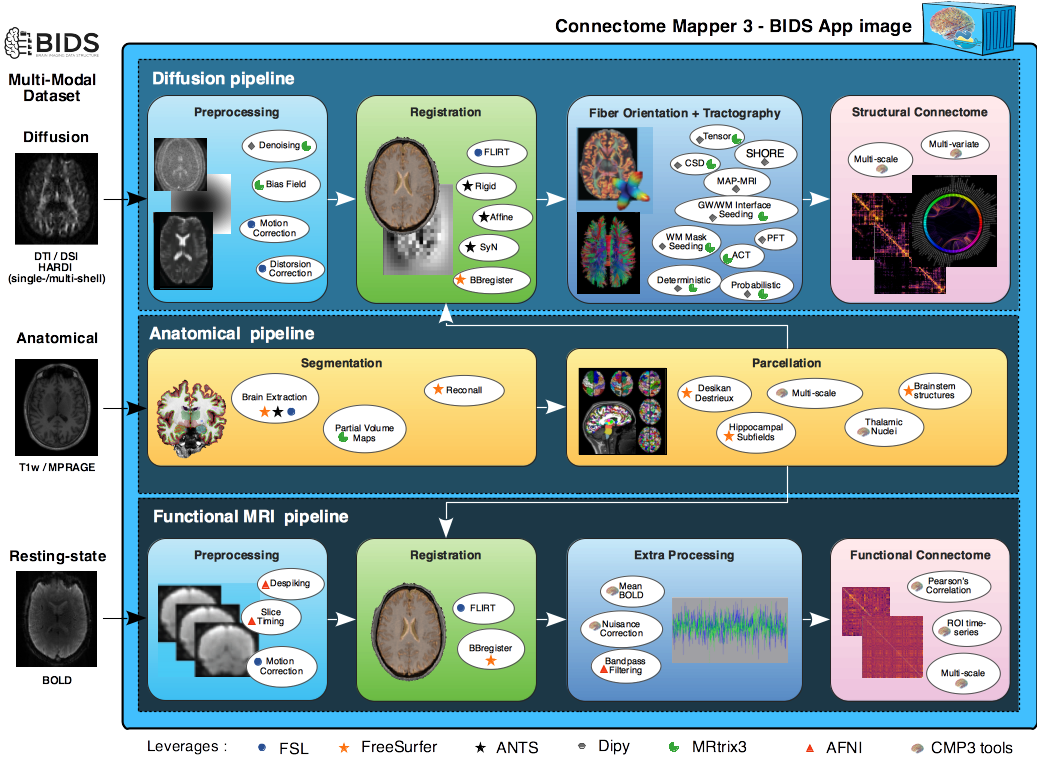 Connectome Mapper 3 - BIDS App image
BIDS
BRAIN IMAGING DATA STRUCTURE
Multi-Modal
Dataset
Diffusion
DTI / DSI
HARDI
(single-/multi-shell)
Anatomical
T1w / MPRAGE
Resting-state
BOLD
Diffusion pipeline
Preprocessing
Denoising
Bias Field
Motion
Correction
Distorsion
Correction
Registration
FLIRT
Rigid
Affine
SyN
BBregister
Fiber Orientation + Tractography
Tensor
CSD
SHORE
MAP-MRI
GW/WM Interface
Seeding
WM Mask
Seeding
PFT
ACT
Deterministic
Probabilistic
Structural Connectome
Multi-scale
Multi-variate
Anatomical pipeline
Segmentation
Brain Extraction
Reconall
Partial Volume
Maps
Parcellation
Desikan
Destrieux
Multi-scale
Brainstem
structures
Hippocampal
Subfields
Thalamic
Nuclei
Functional MRI pipeline
Preprocessing
Despiking
Slice
Timing
Motion
Correction
Registration
FLIRT
BBregister
Extra Processing
Mean
BOLD
Nuisance
Correction
Bandpass
Filtering
Functional Connectome
Pearson's
Correlation
ROI time-
series
Multi-scale
Leverages : FSL FreeSurfer ANTS Dipy MRtrix3 AFNI CMP3 tools